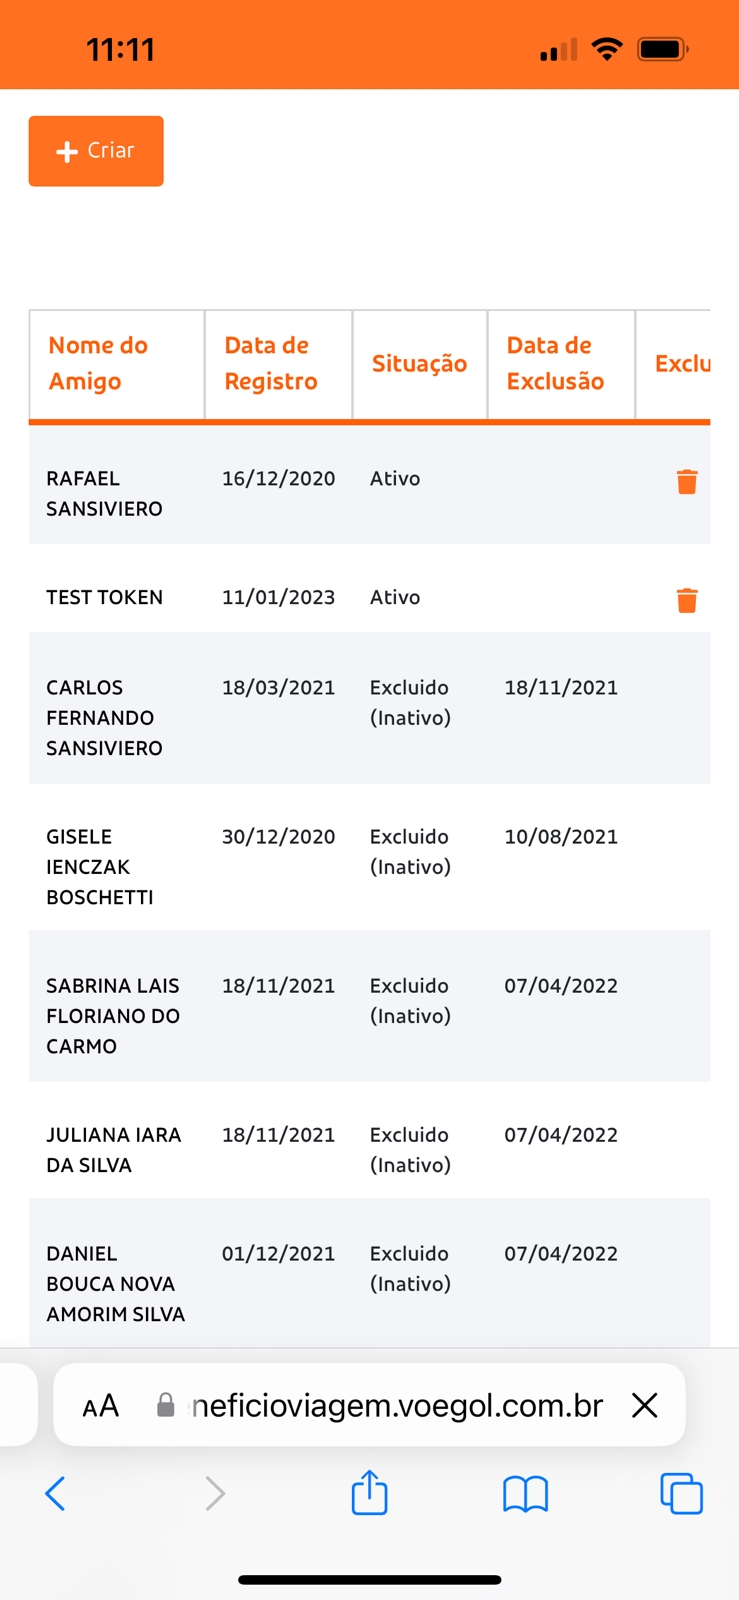 11:11
+ Criar
Nome do
Amigo
Data de
Registro
Situação
Data de
Exclusão
Exclu
RAFAEL
SANSIVIERO
16/12/2020
Ativo
TEST TOKEN
11/01/2023
Ativo
CARLOS
FERNANDO
SANSIVIERO
18/03/2021
Excluido
(Inativo)
18/11/2021
GISELE
IENCZAK
BOSCHETTI
30/12/2020
Excluido
(Inativo)
10/08/2021
SABRINA LAIS
FLORIANO DO
CARMO
18/11/2021
Excluido
(Inativo)
07/04/2022
JULIANA IARA
DA SILVA
18/11/2021
Excluido
(Inativo)
07/04/2022
DANIEL
BOUCA NOVA
AMORIM SILVA
01/12/2021
Excluido
(Inativo)
07/04/2022
AA
neficioviagem.voegol.com.br